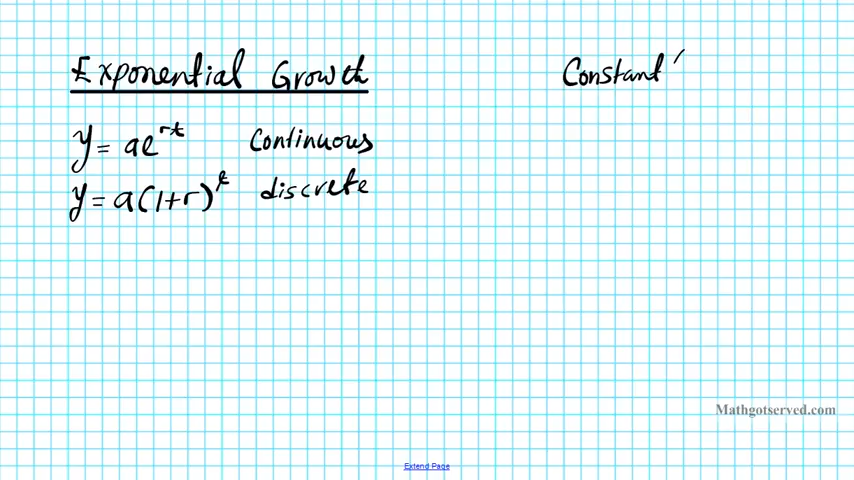 Exponential Growth
y = ae^rt continuous
y = a(1+r)^t discrete
Constant
Mathgotserved.com
Extend Page